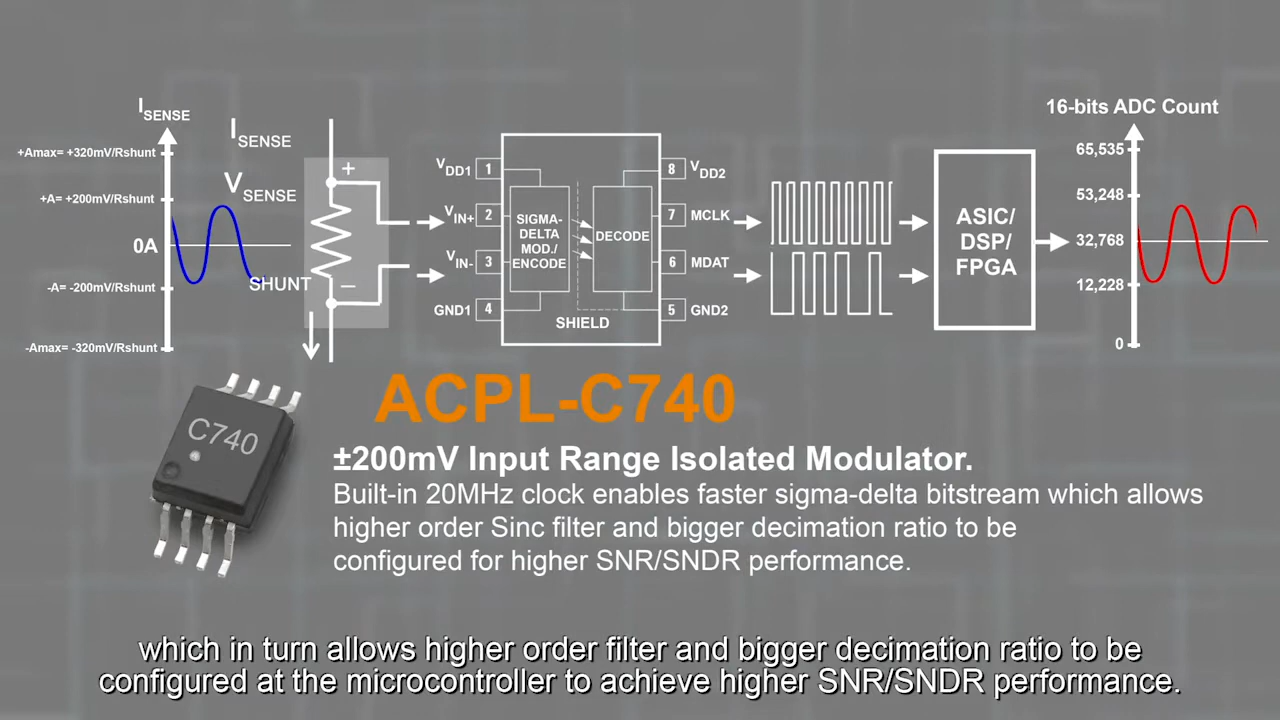 I SENSE
+Amax= +320mV/Rshunt
+A= +200mV/Rshunt
0A
-A= -200mV/Rshunt
-Amax= -320mV/Rshunt
I SENSE
V SENSE
SHUNT
+
−
VDD1
VIN+
VIN-
GND1
1
2
3
4
SIGMA-
DELTA
MOD./
ENCODE
DECODE
SHIELD
8
7
6
5
VDD2
MCLK
MDAT
GND2
ASIC/
DSP/
FPGA
16-bits ADC Count
65,535
53,248
32,768
12,228
0
C740
ACPL-C740
±200mV Input Range Isolated Modulator.
Built-in 20MHz clock enables faster sigma-delta bitstream which allows
higher order Sinc filter and bigger decimation ratio to be
configured for higher SNR/SNDR performance.
which in turn allows higher order filter and bigger decimation ratio to be
configured at the microcontroller to achieve higher SNR/SNDR performance.